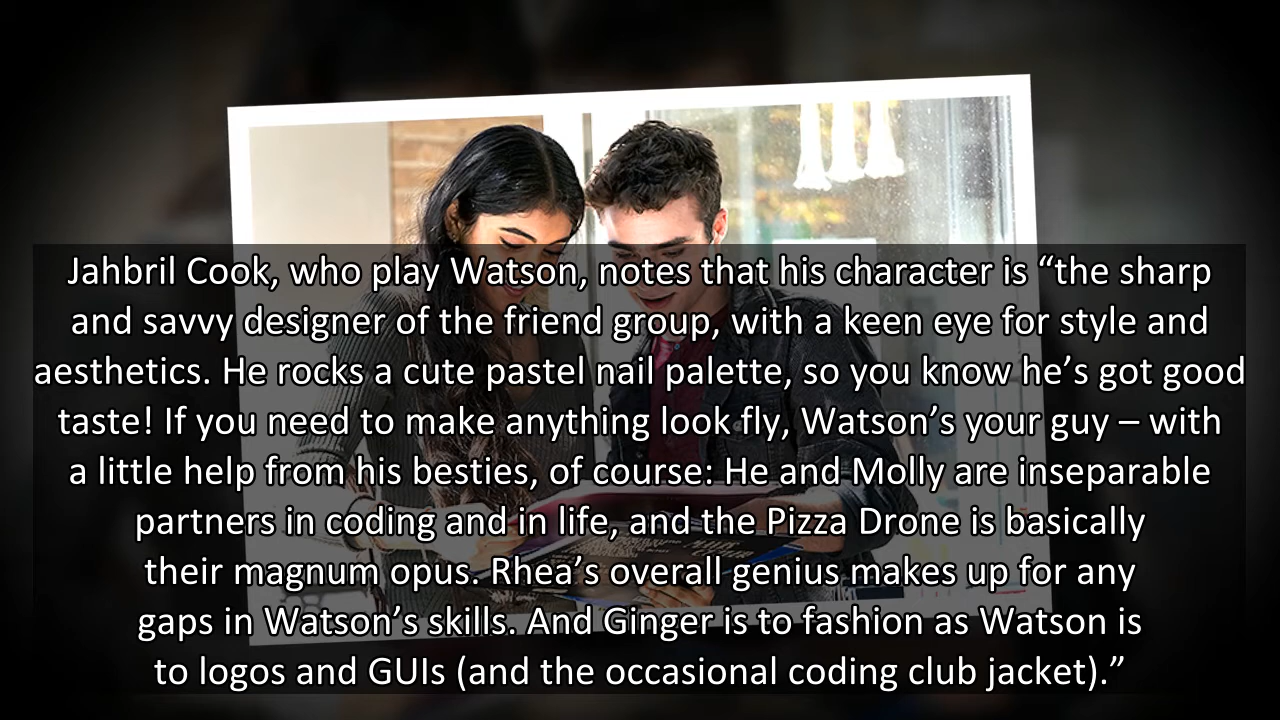 Jahbril Cook, who play Watson, notes that his character is “the sharp
and savvy designer of the friend group, with a keen eye for style and
aesthetics. He rocks a cute pastel nail palette, so you know he’s got good
taste! If you need to make anything look fly, Watson’s your guy – with
a little help from his besties, of course: He and Molly are inseparable
partners in coding and in life, and the Pizza Drone is basically
their magnum opus. Rhea’s overall genius makes up for any
gaps in Watson’s skills. And Ginger is to fashion as Watson is
to logos and GUIs (and the occasional coding club jacket).”